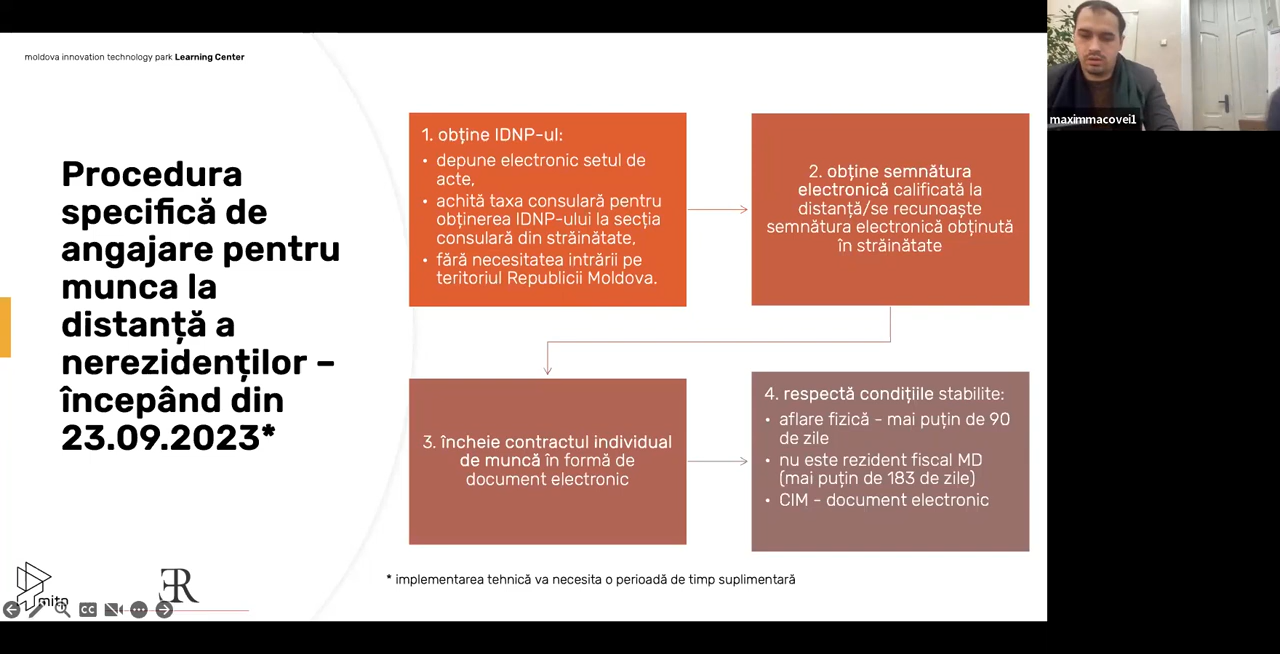 moldova innovation technology park Learning Center
maximmacovei1
Procedura
specifică de
angajare pentru
munca la
distanță a
nerezidenților –
începând din
23.09.2023*
1. obține IDNP-ul:
• depune electronic setul de
acte,
• achită taxa consulară pentru
obținerea IDNP-ului la secția
consulară din străinătate,
• fără necesitatea intrării pe
teritoriul Republicii Moldova.
2. obține semnătura
electronică calificată la
distanță/se recunoaște
semnătura electronică obținută
în străinătate
3. încheie contractul individual
de muncă în formă de
document electronic
4. respectă condițiile stabilite:
• aflare fizică - mai puțin de 90
de zile
• nu este rezident fiscal MD
(mai puțin de 183 de zile)
• CIM - document electronic
* implementarea tehnică va necesita o perioadă de timp suplimentară
mitp
ER
CC